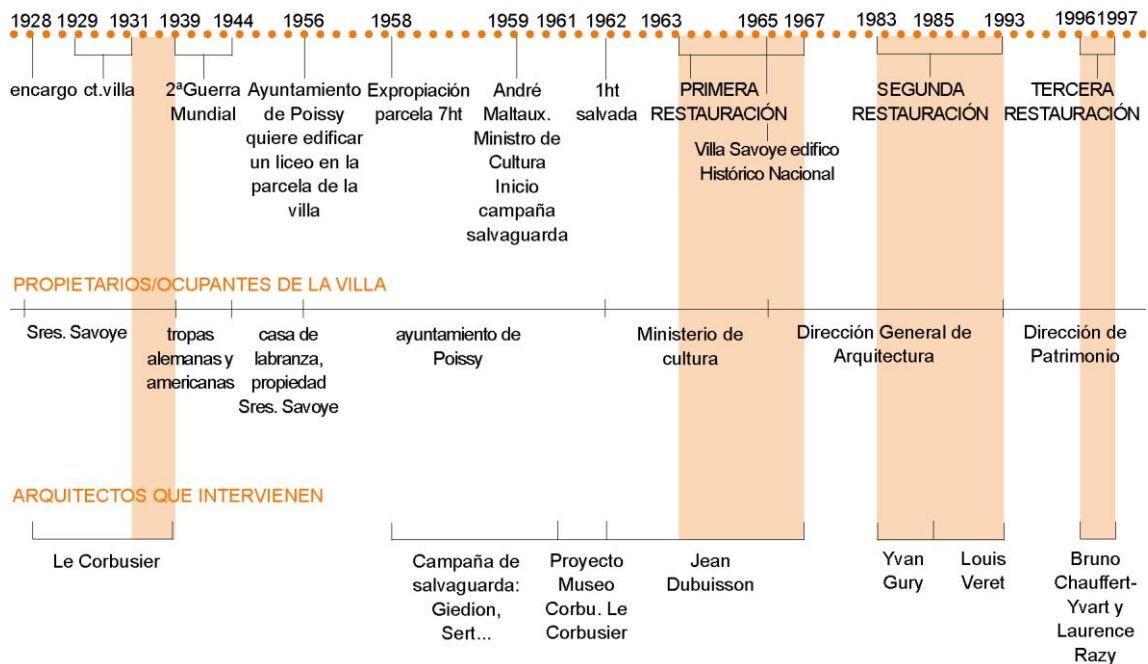 1928 1929 1931 1939 1944 1956 1958 1959 1961 1962 1963 1965 1967 1983 1985 1993 1996 1997
encargo
ct.villa
2ªGuerra
Mundial
Ayuntamiento
de Poissy
quiere edificar
un liceo en la
parcela de la
villa
Expropiación
parcela 7ht
André
Maltaux.
Ministro de
Cultura
Inicio
campaña
salvaguarda
1ht
salvada
PRIMERA
RESTAURACIÓN
Villa Savoye edifico
Histórico Nacional
SEGUNDA
RESTAURACIÓN
TERCERA
RESTAURACIÓN
PROPIETARIOS/OCUPANTES DE LA VILLA
Sres. Savoye
tropas
alemanas y
americanas
casa de
labranza,
propiedad
Sres. Savoye
ayuntamiento de
Poissy
Ministerio de
cultura
Dirección General de
Arquitectura
Dirección de
Patrimonio
ARQUITECTOS QUE INTERVIENEN
Le Corbusier
Campaña de
salvaguarda:
Giedion,
Sert...
Proyecto
Museo
Corbu. Le
Corbusier
Jean
Dubuisson
Yvan
Gury
Louis
Veret
Bruno
Chauffert-
Yvart y
Laurence
Razy